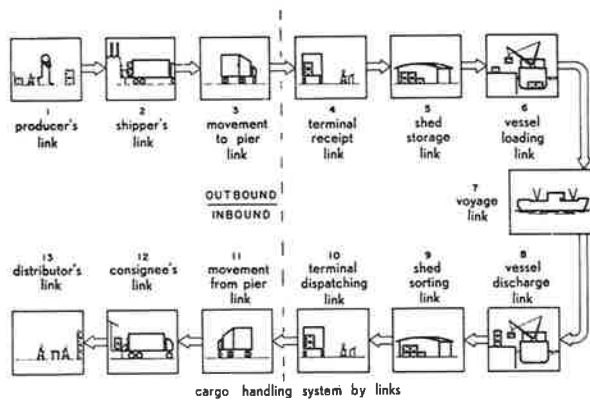 1
producer's
link
2
shipper's
link
3
movement
to pier
link
4
terminal
receipt
link
5
shed
storage
link
6
vessel
loading
link
7
voyage
link
OUTBOUND
INBOUND
13
distributor's
link
12
consignee's
link
11
movement
from pier
link
10
terminal
dispatching
link
9
shed
sorting
link
8
vessel
discharge
link
cargo handling system by links